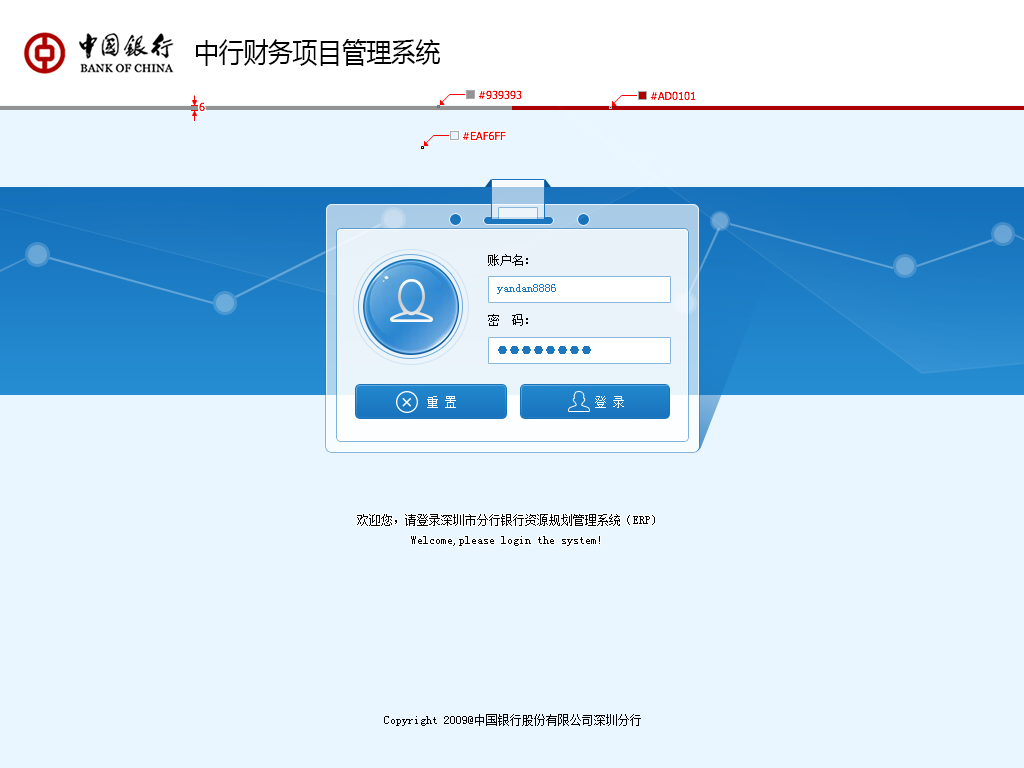 中国银行
BANK OF CHINA
中行财务项目管理系统
#939393
#AD0101
6
#EAF6FF
账户名:
yandan8886
密 码:
重 置
登 录
欢迎您，请登录深圳市分行银行资源规划管理系统（ERP）
Welcome,please login the system!
Copyright 2009@中国银行股份有限公司深圳分行